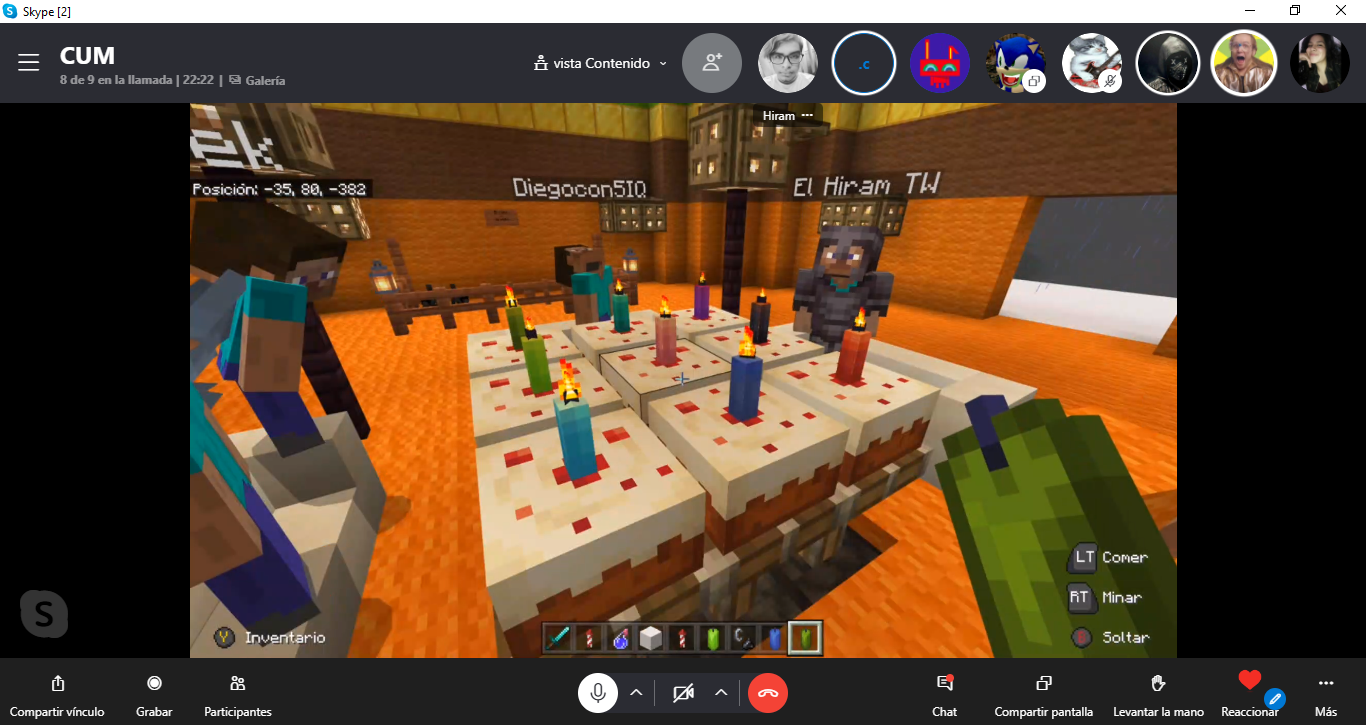 Skype [2]
CUM
8 de 9 en la llamada | 22:22 | Galería
vista Contenido
.c
Hiram
ek
Posición: -35, 80, -382
Diegocon5IQ
El Hiram TW
LT Comer
RT Minar
Y Inventario
Soltar
S
Compartir vínculo
Grabar
Participantes
Chat
Compartir pantalla
Levantar la mano
Reaccionar
Más